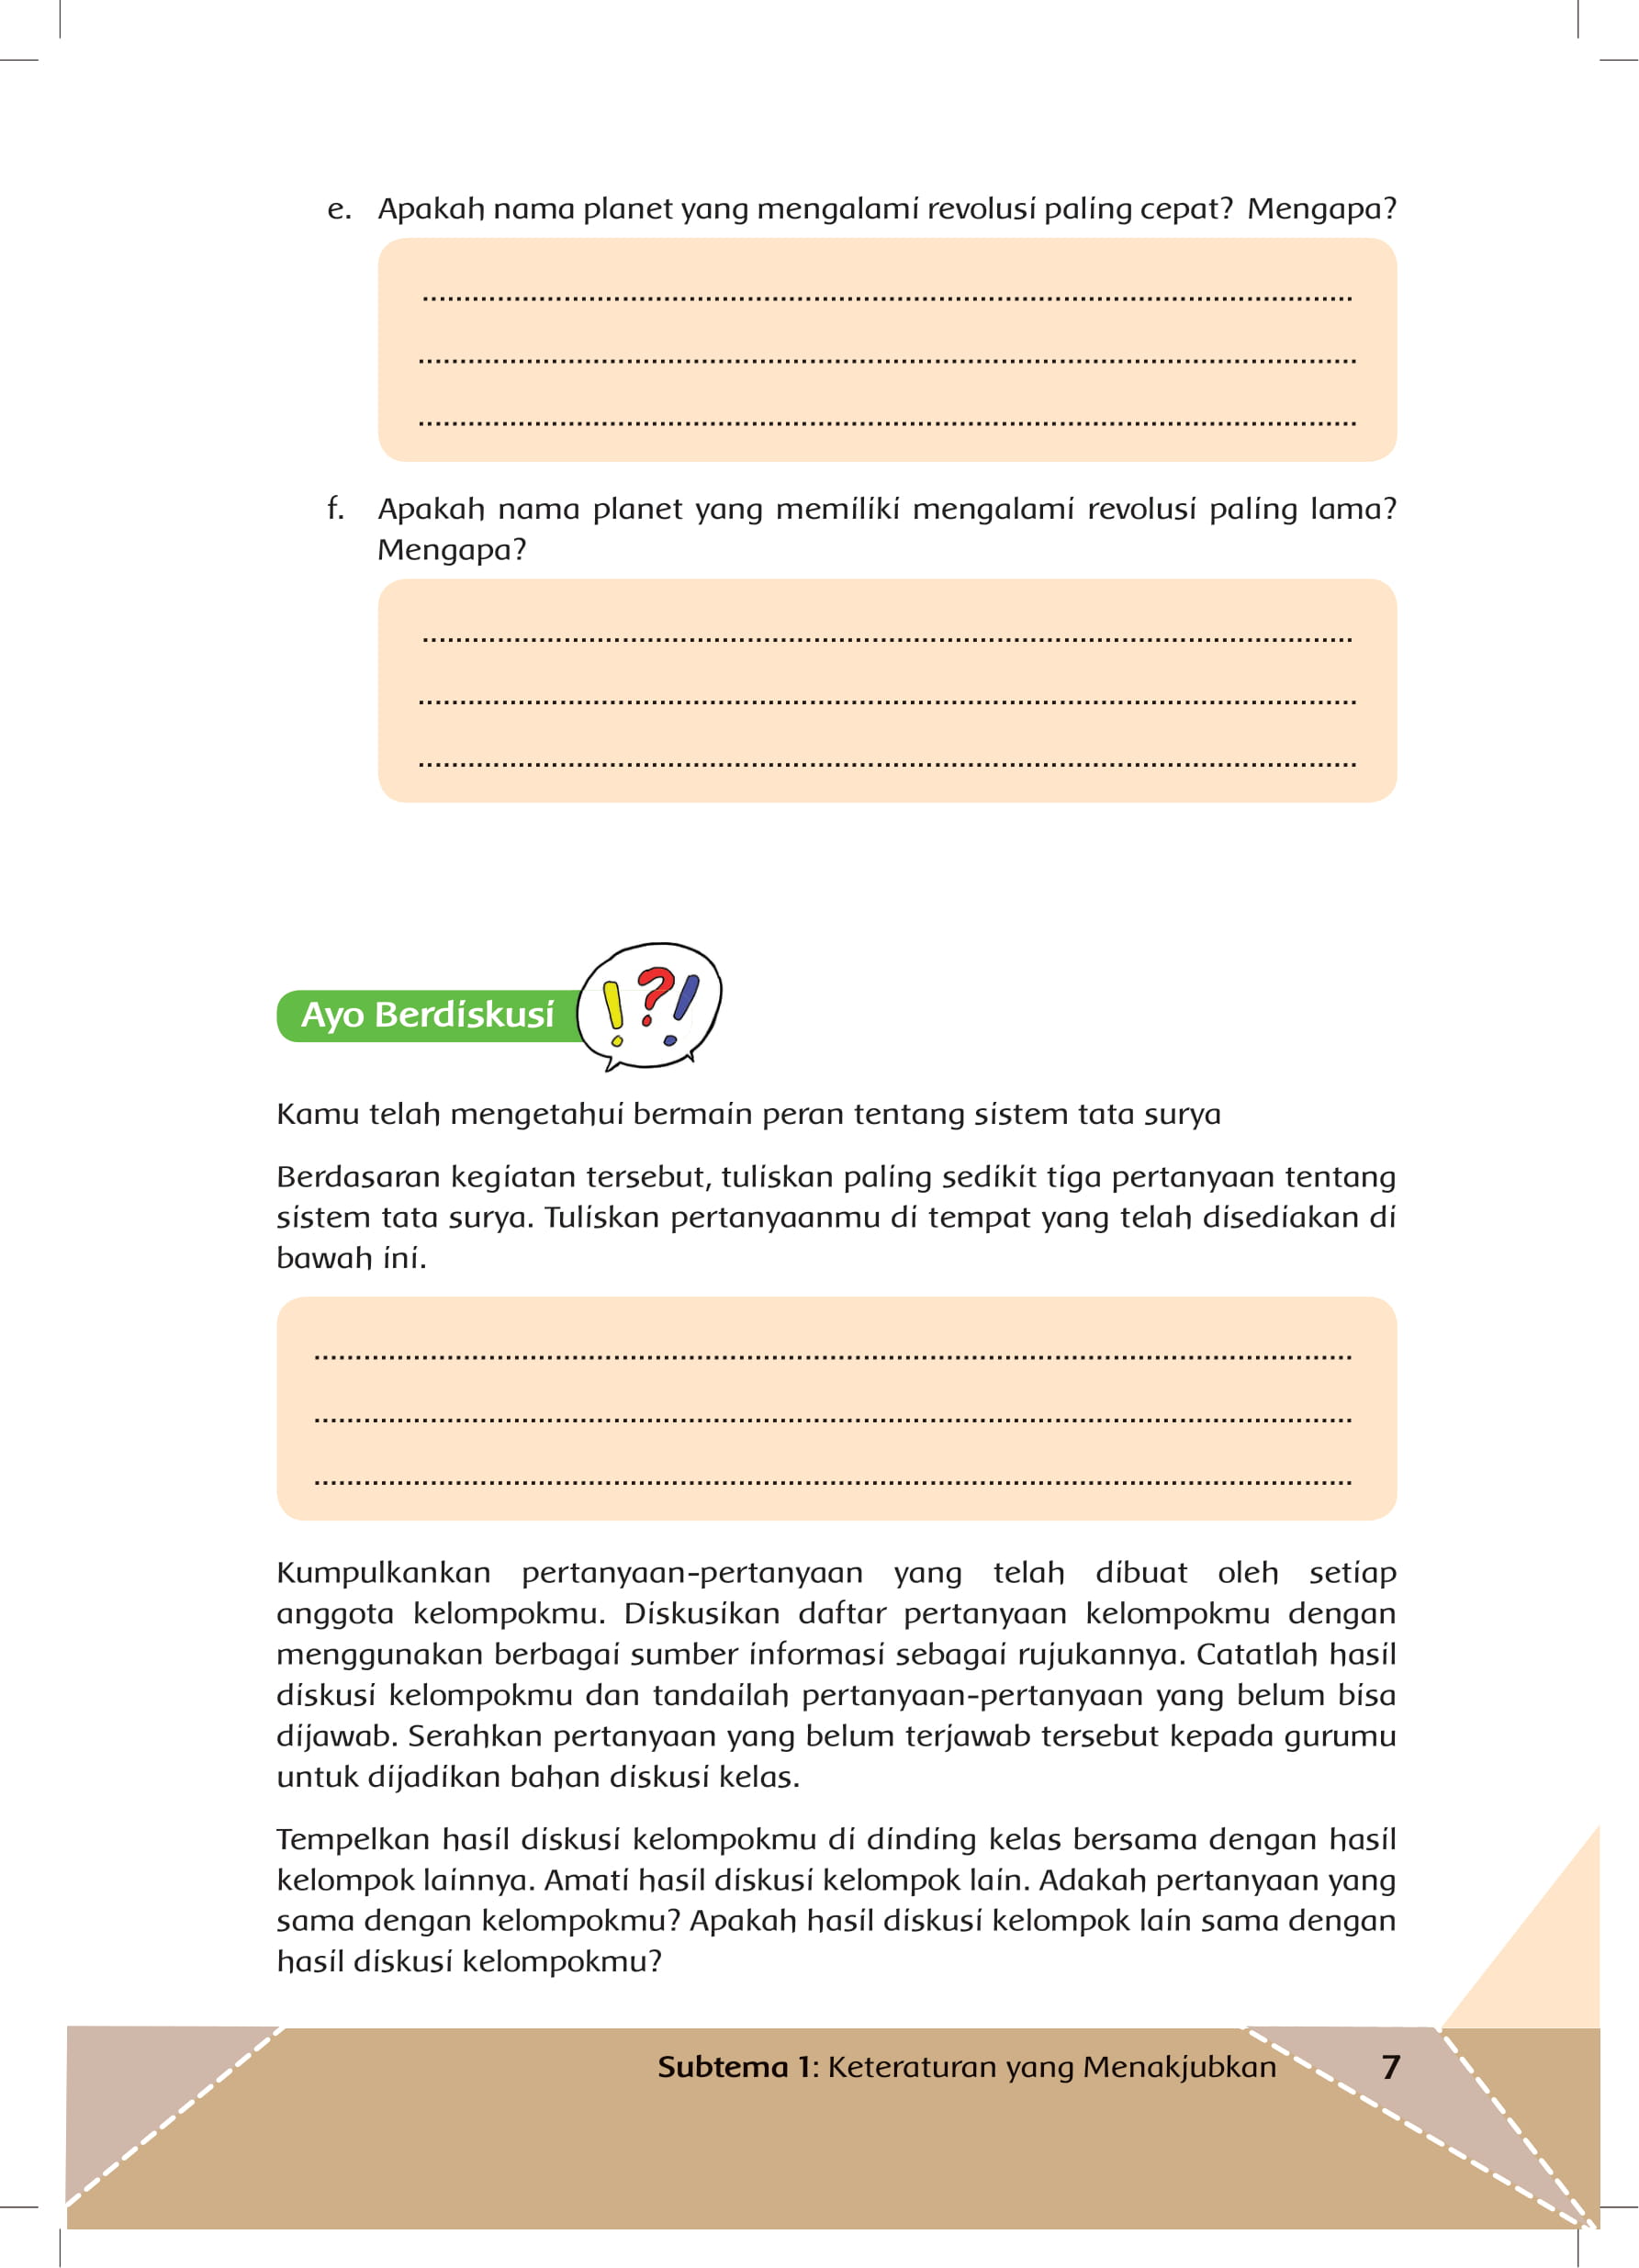 e. Apakah nama planet yang mengalami revolusi paling cepat? Mengapa?
................................................................................
................................................................................
................................................................................
f. Apakah nama planet yang memiliki mengalami revolusi paling lama?
Mengapa?
................................................................................
................................................................................
................................................................................
Ayo Berdiskusi
!?!
Kamu telah mengetahui bermain peran tentang sistem tata surya
Berdasaran kegiatan tersebut, tuliskan paling sedikit tiga pertanyaan tentang
sistem tata surya. Tuliskan pertanyaanmu di tempat yang telah disediakan di
bawah ini.
................................................................................
................................................................................
................................................................................
Kumpulkankan pertanyaan-pertanyaan yang telah dibuat oleh setiap
anggota kelompokmu. Diskusikan daftar pertanyaan kelompokmu dengan
menggunakan berbagai sumber informasi sebagai rujukannya. Catatlah hasil
diskusi kelompokmu dan tandailah pertanyaan-pertanyaan yang belum bisa
dijawab. Serahkan pertanyaan yang belum terjawab tersebut kepada gurumu
untuk dijadikan bahan diskusi kelas.
Tempelkan hasil diskusi kelompokmu di dinding kelas bersama dengan hasil
kelompok lainnya. Amati hasil diskusi kelompok lain. Adakah pertanyaan yang
sama dengan kelompokmu? Apakah hasil diskusi kelompok lain sama dengan
hasil diskusi kelompokmu?
Subtema 1: Keteraturan yang Menakjubkan 7